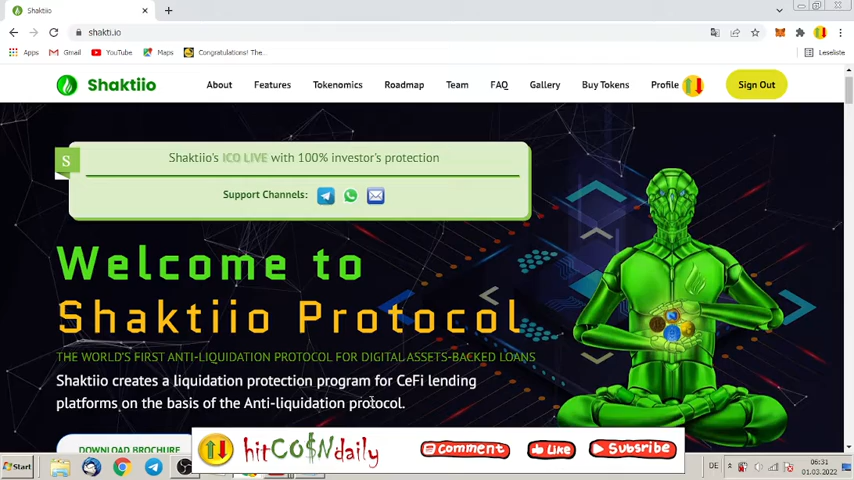 Shaktiio
shakti.io
Apps
Gmail
YouTube
Maps
Congratulations! The...
Leseliste
Shaktiio
About
Features
Tokenomics
Roadmap
Team
FAQ
Gallery
Buy Tokens
Profile
Sign Out
S
Shaktiio's ICO LIVE with 100% investor's protection
Support Channels:
Welcome to
Shaktiio Protocol
THE WORLD'S FIRST ANTI-LIQUIDATION PROTOCOL FOR DIGITAL ASSETS-BACKED LOANS
Shaktiio creates a liquidation protection program for CeFi lending
platforms on the basis of the Anti-liquidation protocol.
DOWNLOAD BROCHURE
hitCO$Ndaily
Comment
Like
Subsribe
Start
DE
06:31
01.03.2022